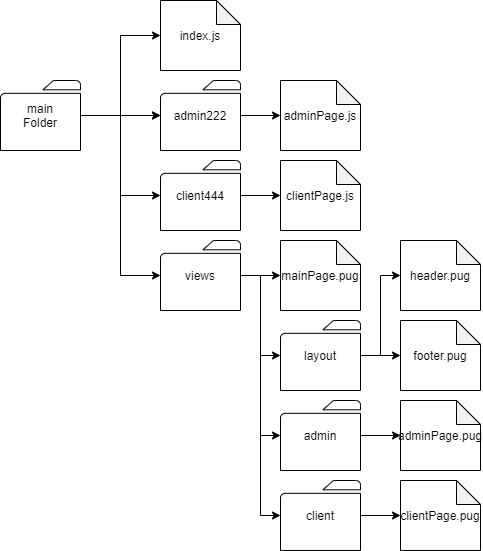 index.js
main
Folder
admin222
adminPage.js
client444
clientPage.js
views
mainPage.pug
header.pug
layout
footer.pug
admin
adminPage.pug
client
clientPage.pug